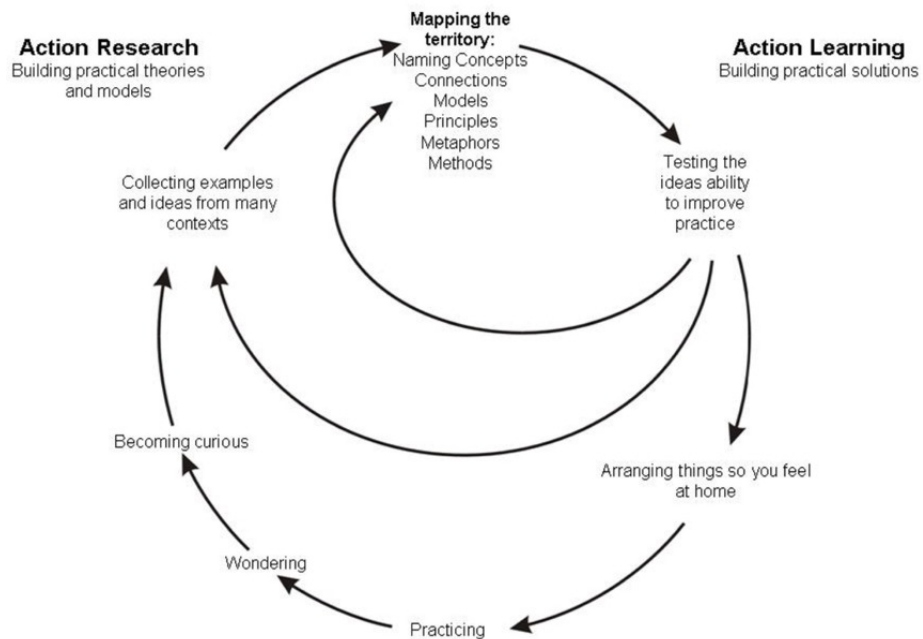 Action Research
Building practical theories
and models
Mapping the
territory:
Naming Concepts
Connections
Models
Principles
Metaphors
Methods
Action Learning
Building practical solutions
Testing the
ideas ability
to improve
practice
Collecting examples
and ideas from many
contexts
Arranging things so you feel
at home
Becoming curious
Wondering
Practicing